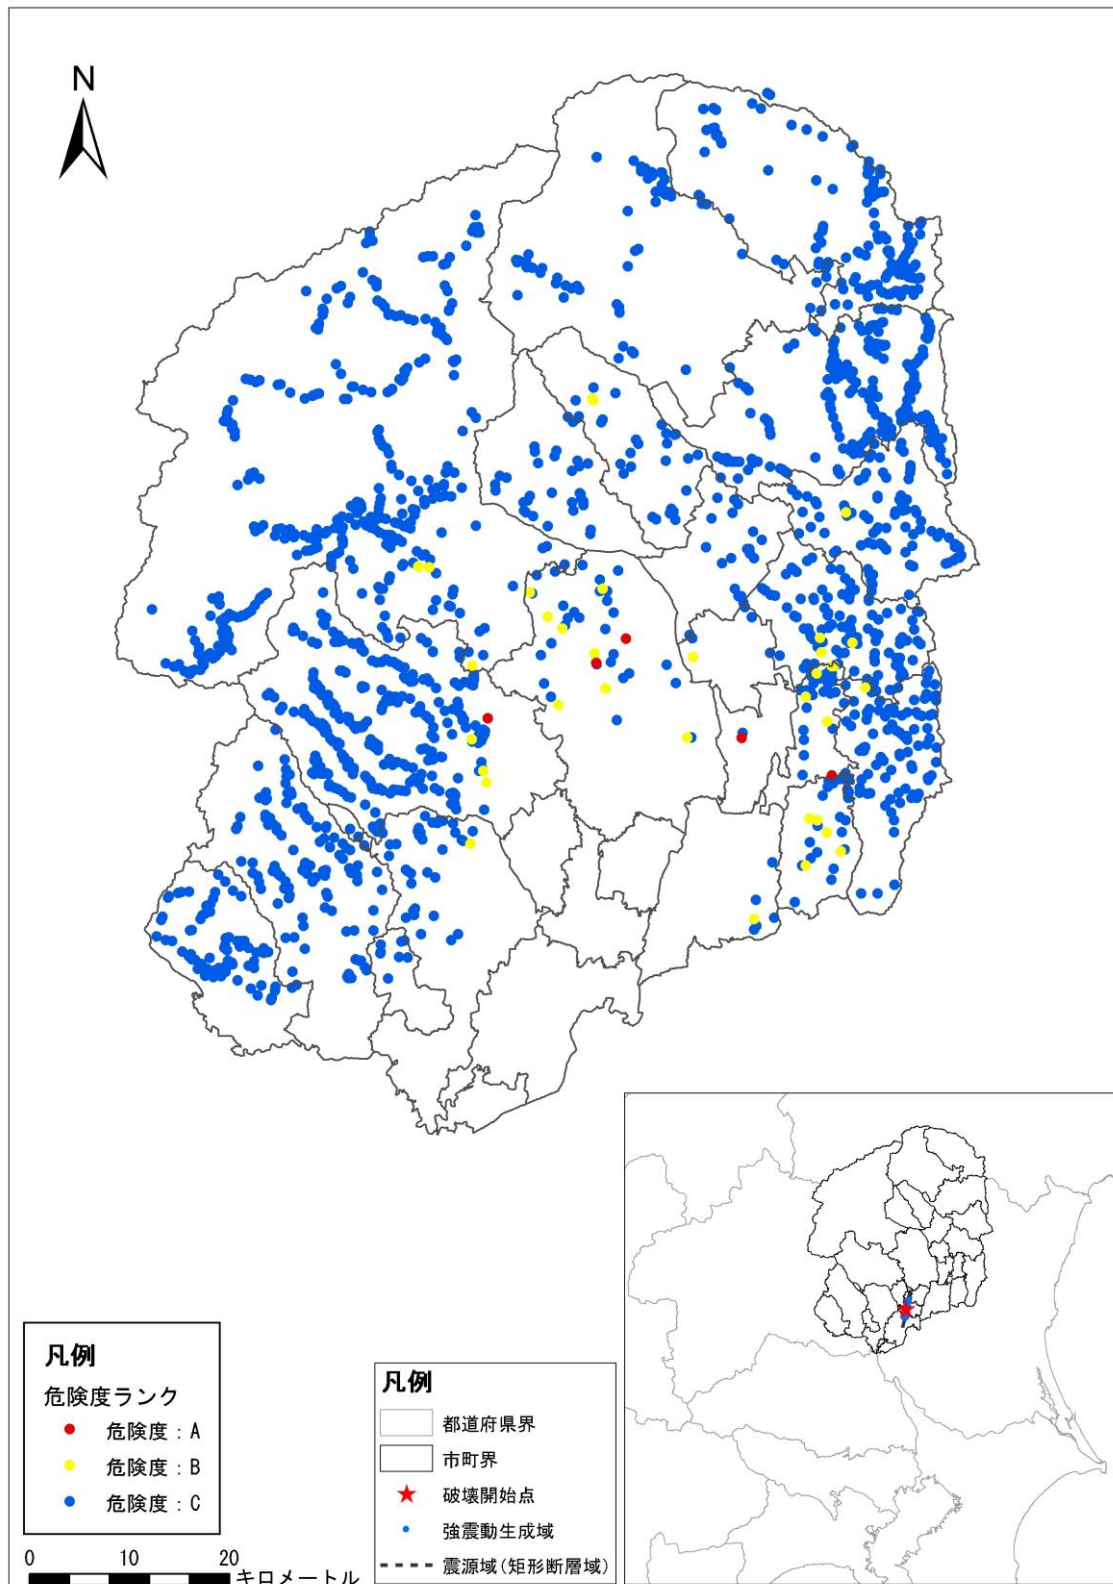 N
凡例
危険度ランク
危険度：A
危険度：B
危険度：C
0 10 20
キロメートル
凡例
都道府県界
市町界
破壊開始点
強震動生成域
震源域(矩形断層域)